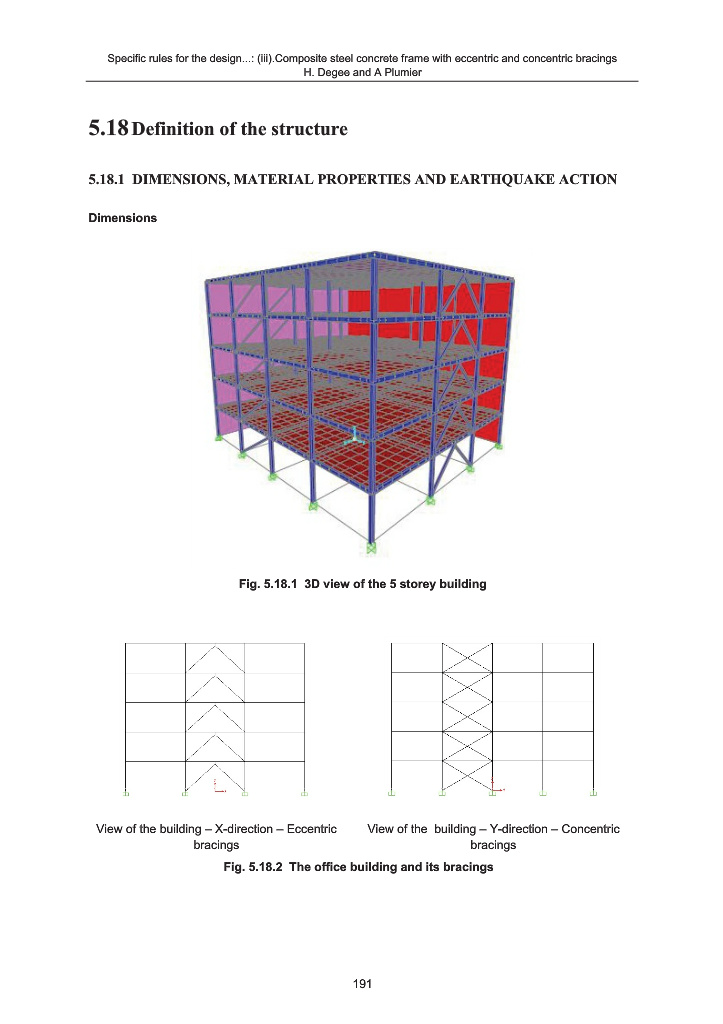 Specific rules for the design...: (iii).Composite steel concrete frame with eccentric and concentric bracings
H. Degee and A Plumier
5.18 Definition of the structure
5.18.1 DIMENSIONS, MATERIAL PROPERTIES AND EARTHQUAKE ACTION
Dimensions
Fig. 5.18.1 3D view of the 5 storey building
View of the building – X-direction – Eccentric
bracings
View of the building – Y-direction – Concentric
bracings
Fig. 5.18.2 The office building and its bracings
191